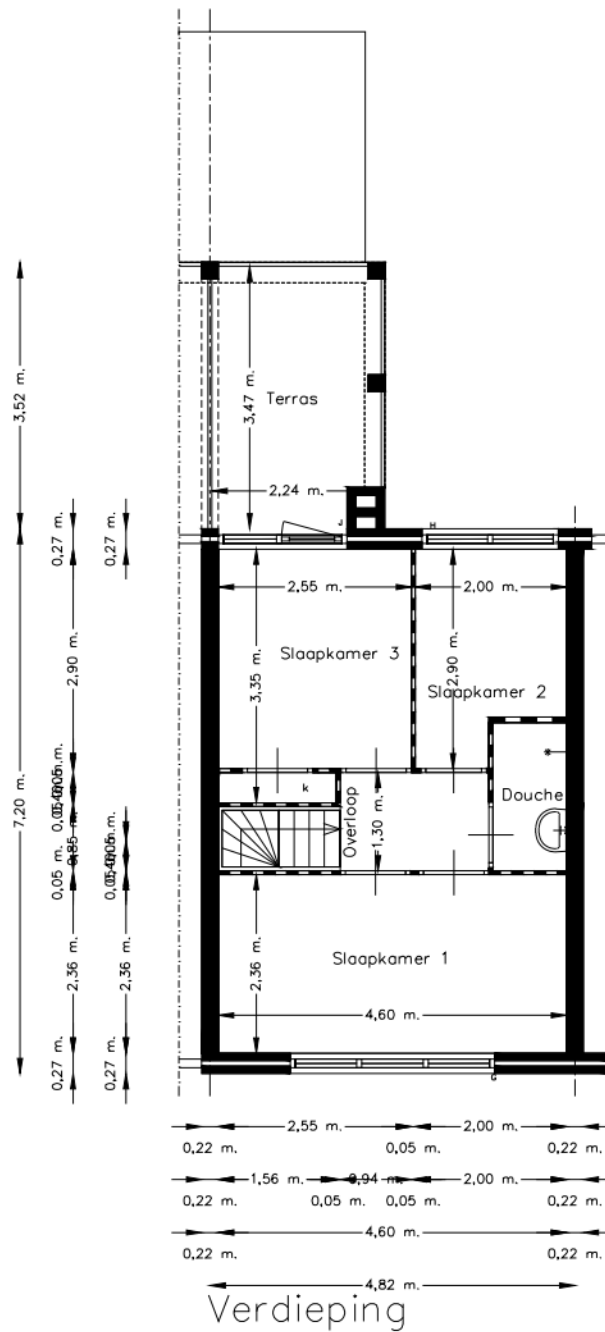 3,52 m.
3,47 m.
Terras
2,24 m.
J
H
0,27 m.
0,27 m.
2,55 m.
2,00 m.
Slaapkamer 3
2,90 m.
3,35 m.
2,90 m.
Slaapkamer 2
7,20 m.
k
Overloop
1,30 m.
Douche
0,05 m.
0,05 m.
2,36 m.
2,36 m.
2,36 m.
Slaapkamer 1
4,60 m.
0,27 m.
0,27 m.
G
2,55 m.
2,00 m.
0,22 m.
0,05 m.
0,22 m.
1,56 m.
0,94 m.
2,00 m.
0,22 m.
0,05 m.
0,05 m.
0,22 m.
4,60 m.
0,22 m.
0,22 m.
4,82 m.
Verdieping